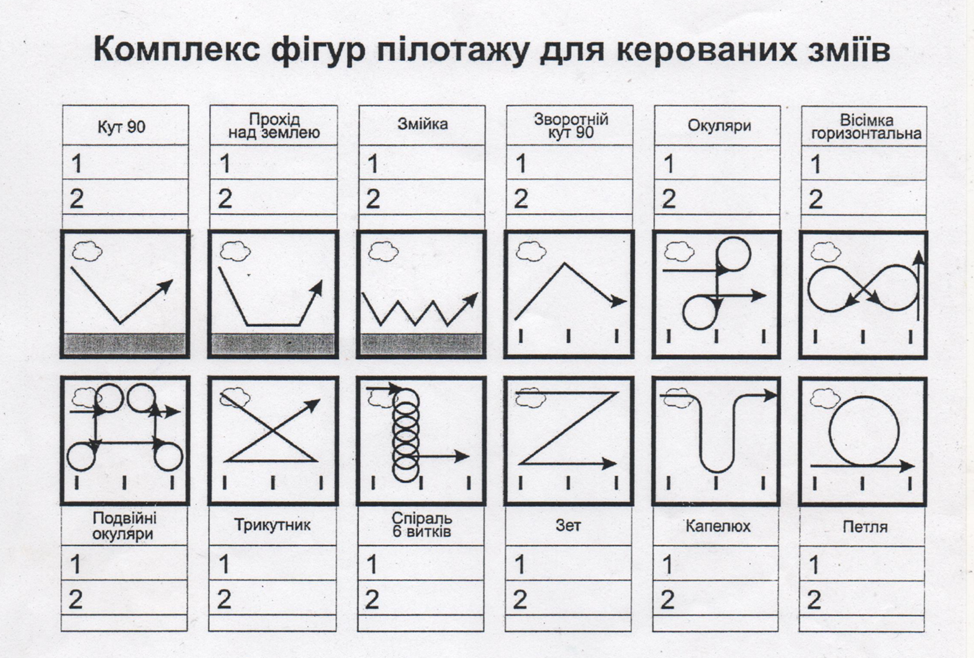 Комплекс фігур пілотажу для керованих зміїв
Кут 90
1
2
Прохід
над землею
1
2
Змійка
1
2
Зворотній
кут 90
1
2
Окуляри
1
2
Вісімка
горизонтальна
1
2
Подвійні
окуляри
1
2
Трикутник
1
2
Спіраль
6 витків
1
2
Зет
1
2
Капелюх
1
2
Петля
1
2